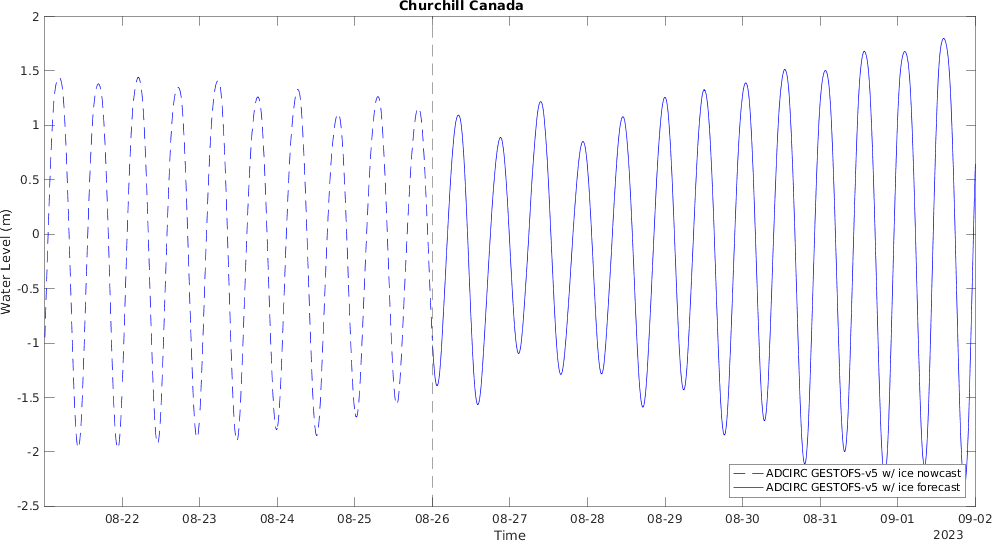 Churchill Canada
Water Level (m)
2
1.5
1
0.5
0
-0.5
-1
-1.5
-2
-2.5
ADCIRC GESTOFS-v5 w/ ice nowcast
ADCIRC GESTOFS-v5 w/ ice forecast
08-22 08-23 08-24 08-25 08-26 08-27 08-28 08-29 08-30 08-31 09-01 09-02
Time
2023